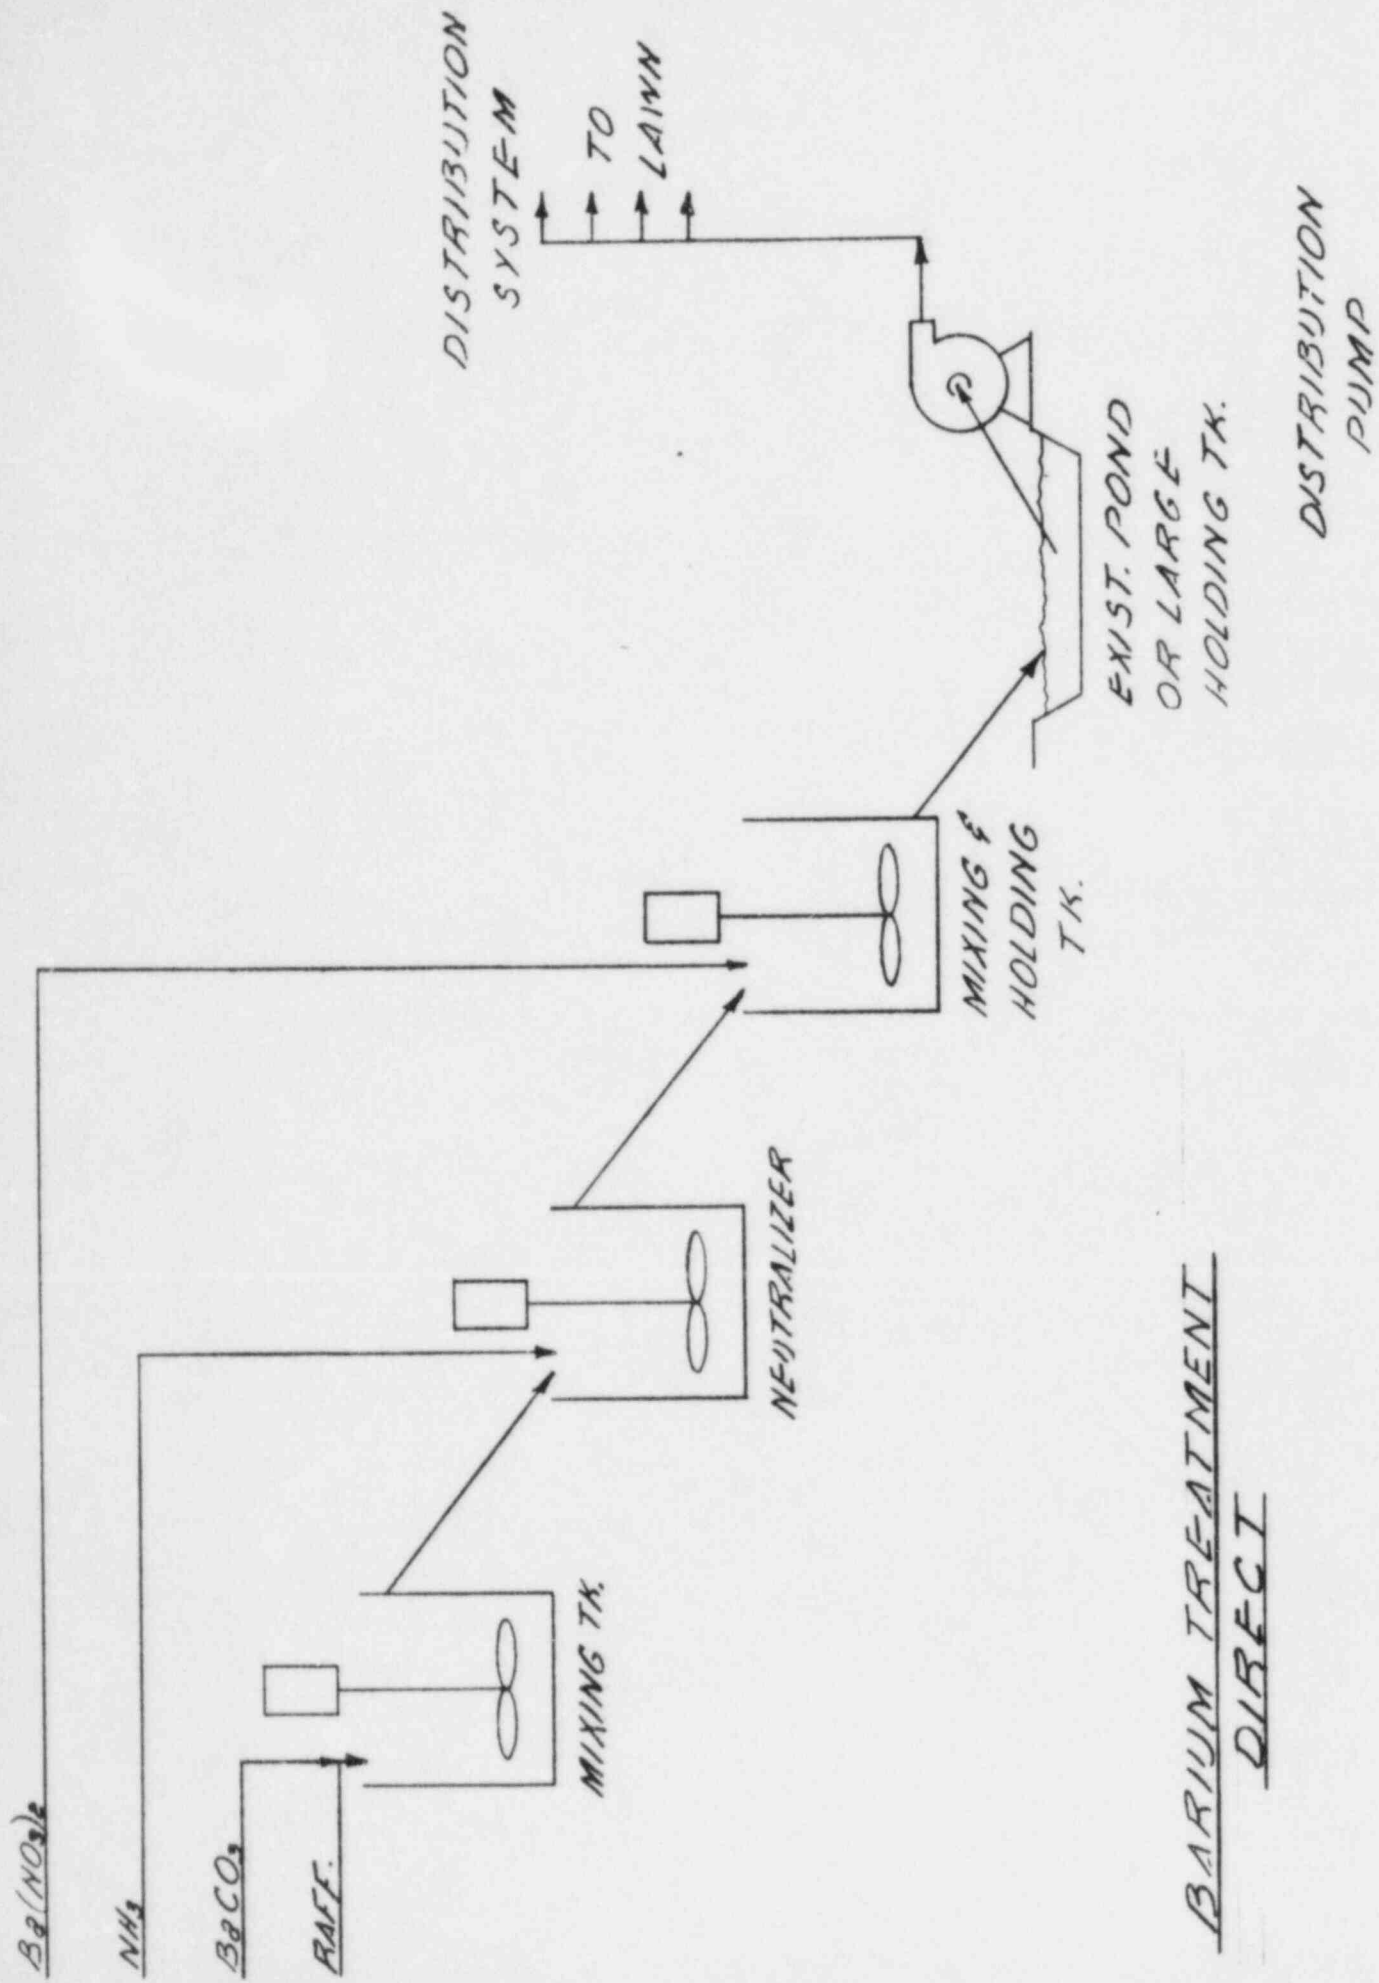 Ba(NO3)2
NH3
BaCO3
RAFF.
MIXING TK.
NEUTRALIZER
MIXING &
HOLDING
TK.
EXIST. POND
OR LARGE
HOLDING TK.
DISTRIBUTION
PUMP
DISTRIBUTION
SYSTEM
TO
LAWN
BARIUM TREATMENT
DIRECT